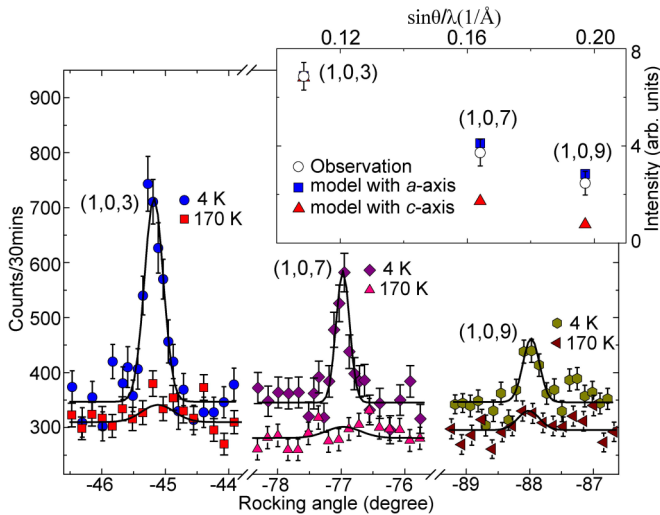 sinθ/λ(1/Å)
0.12 0.16 0.20
8
4
0
Intensity (arb. units)
(1,0,3)
(1,0,7)
(1,0,9)
Observation
model with a-axis
model with c-axis
900
800
700
600
500
400
300
Counts/30mins
(1,0,3)
4 K
170 K
(1,0,7)
4 K
170 K
(1,0,9)
4 K
170 K
-46 -45 -44 -78 -77 -76 -89 -88 -87
Rocking angle (degree)